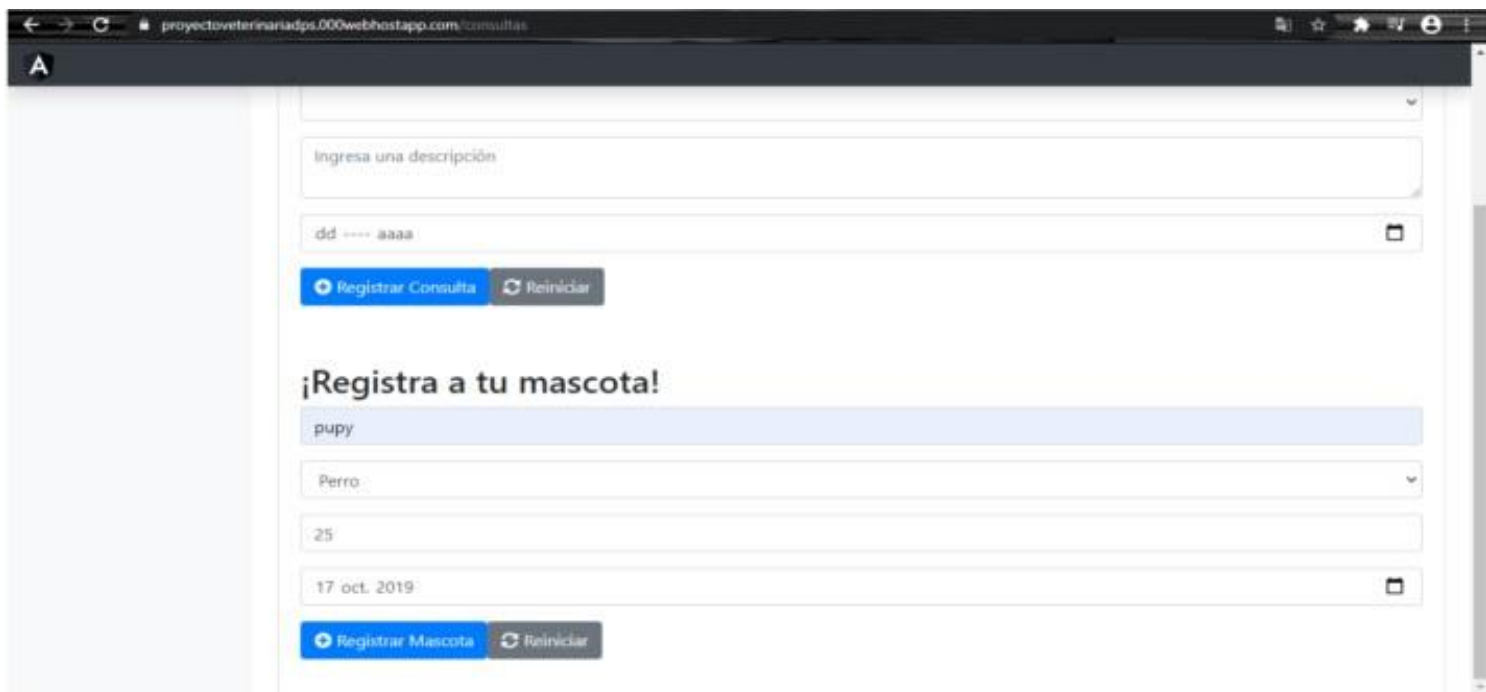 proyectoveterinariadps.000webhostapp.com/consultas
A
Ingresa una descripción
dd ---- aaaa
Registrar Consulta Reiniciar
¡Registra a tu mascota!
pupy
Perro
25
17 oct. 2019
Registrar Mascota Reiniciar